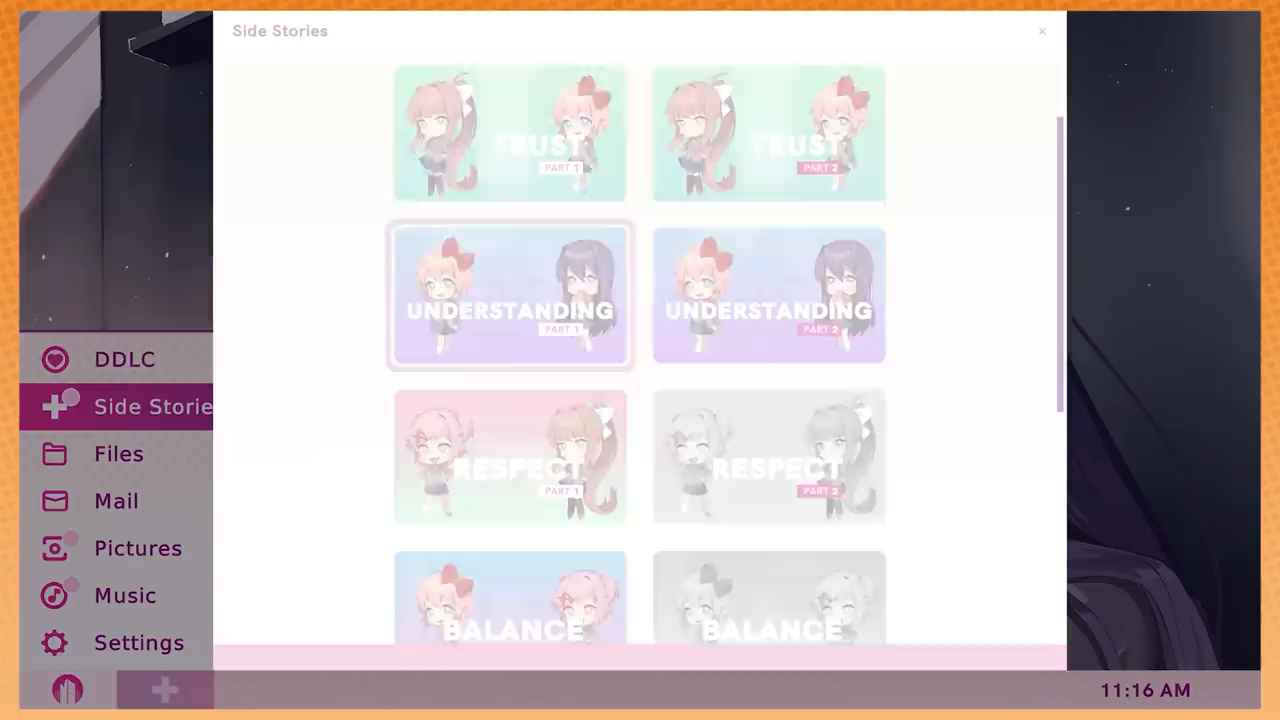 Side Stories
×
TRUST
PART 1
TRUST
PART 2
UNDERSTANDING
PART 1
UNDERSTANDING
PART 2
RESPECT
PART 1
RESPECT
PART 2
BALANCE
BALANCE
DDLC
Side Storie
Files
Mail
Pictures
Music
Settings
11:16 AM